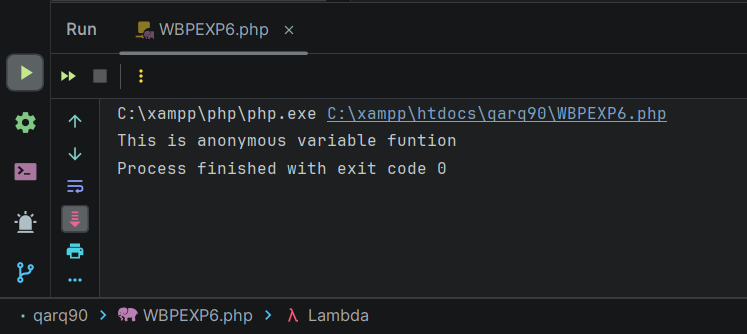 Run WBPEXP6.php ×
C:\xampp\php\php.exe C:\xampp\htdocs\qarq90\WBPEXP6.php
This is anonymous variable funtion
Process finished with exit code 0
qarq90 > WBPEXP6.php > λ Lambda